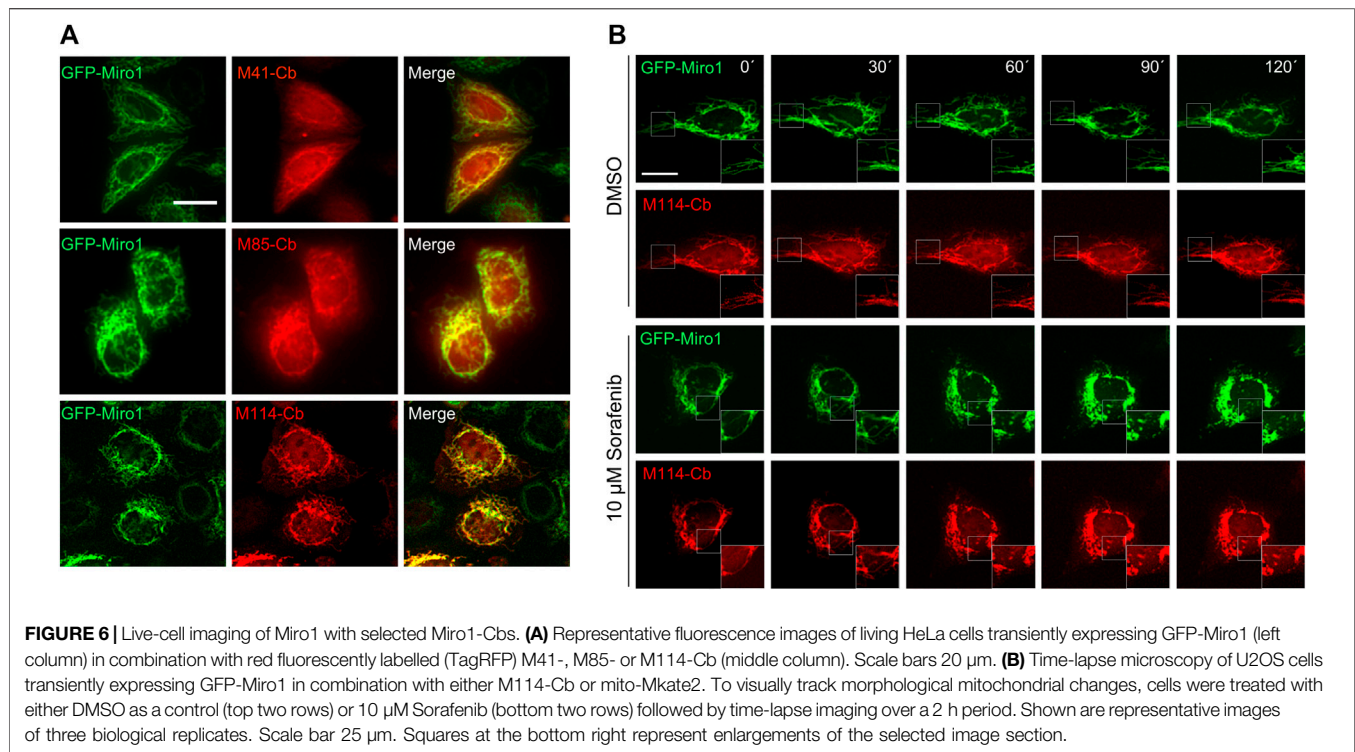 A
GFP-Miro1
M41-Cb
Merge
GFP-Miro1
M85-Cb
Merge
GFP-Miro1
M114-Cb
Merge
B
DMSO
10 µM Sorafenib
GFP-Miro1
0´
30´
60´
90´
120´
M114-Cb
GFP-Miro1
M114-Cb
FIGURE 6 | Live-cell imaging of Miro1 with selected Miro1-Cbs. (A) Representative fluorescence images of living HeLa cells transiently expressing GFP-Miro1 (left
column) in combination with red fluorescently labelled (TagRFP) M41-, M85- or M114-Cb (middle column). Scale bars 20 µm. (B) Time-lapse microscopy of U2OS cells
transiently expressing GFP-Miro1 in combination with either M114-Cb or mito-Mkate2. To visually track morphological mitochondrial changes, cells were treated with
either DMSO as a control (top two rows) or 10 µM Sorafenib (bottom two rows) followed by time-lapse imaging over a 2 h period. Shown are representative images
of three biological replicates. Scale bar 25 µm. Squares at the bottom right represent enlargements of the selected image section.